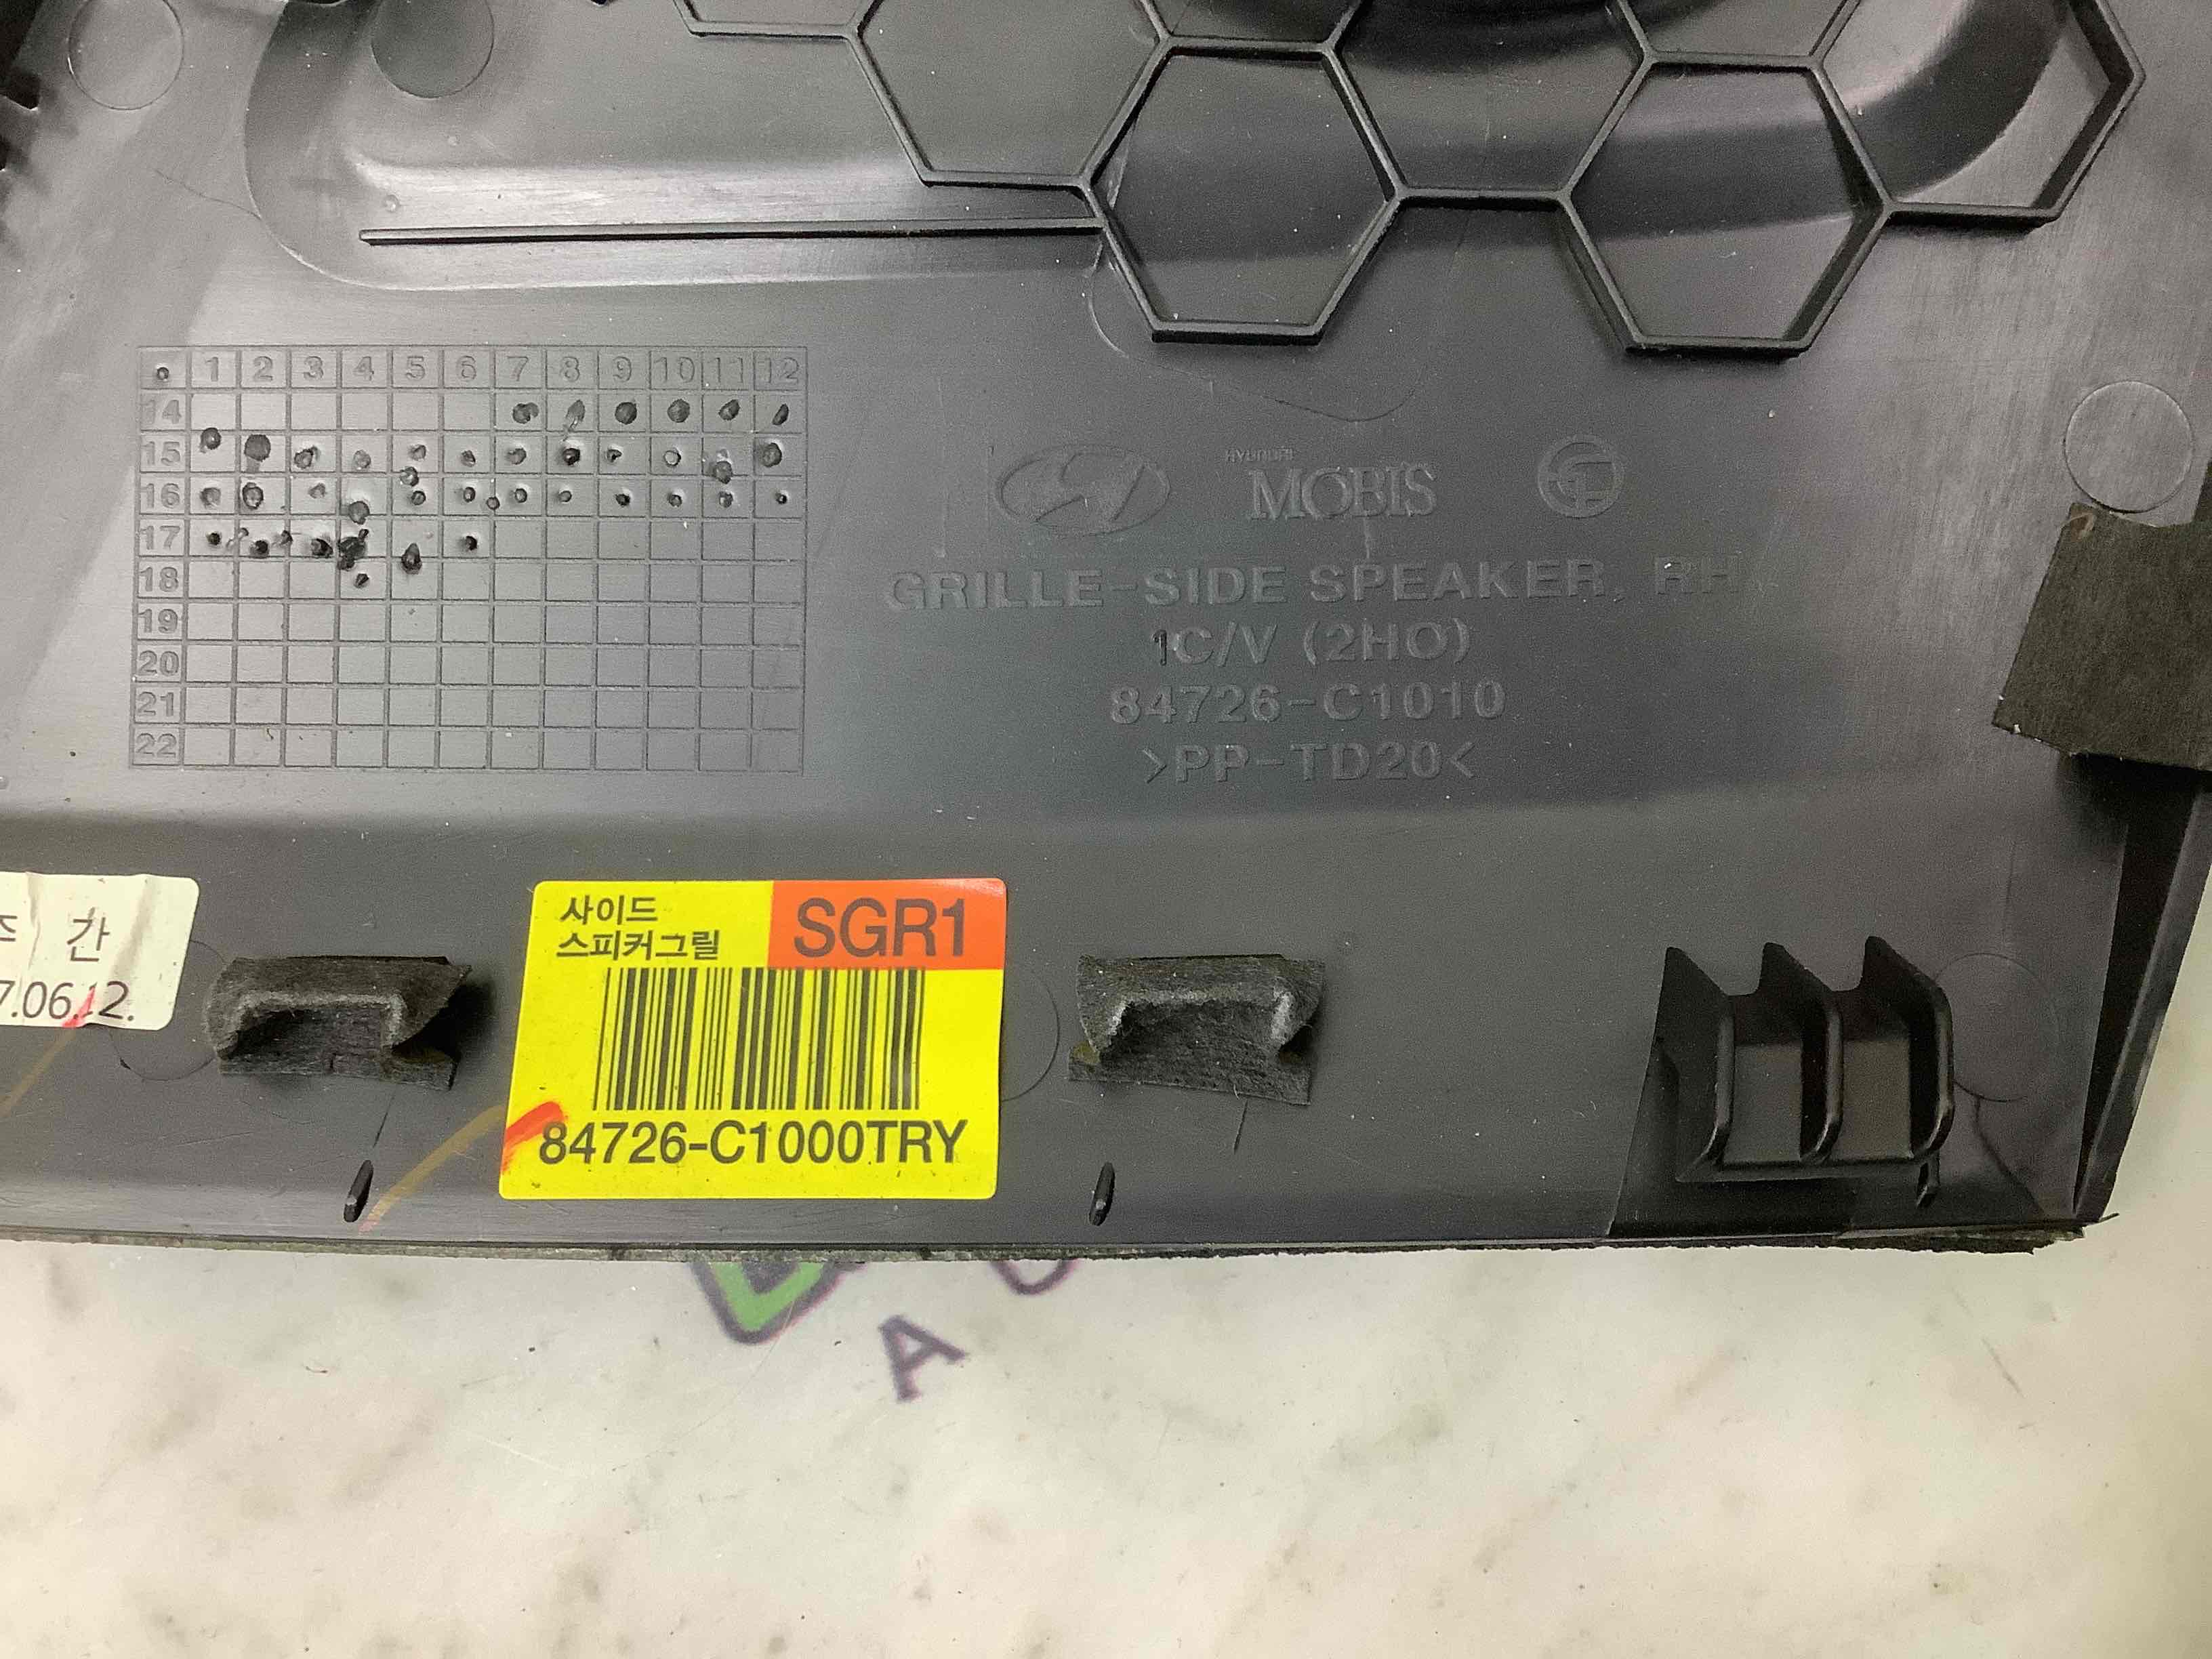 1 2 3 4 5 6 7 8 9 10 11 12
14
15
16
17
18
19
20
21
22
HYUNDAI
MOBIS
GRILLE-SIDE SPEAKER, RH
1C/V (2HO)
84726-C1010
>PP-TD20<
간
7.06.12.
사이드
스피커그릴
SGR1
84726-C1000TRY
A